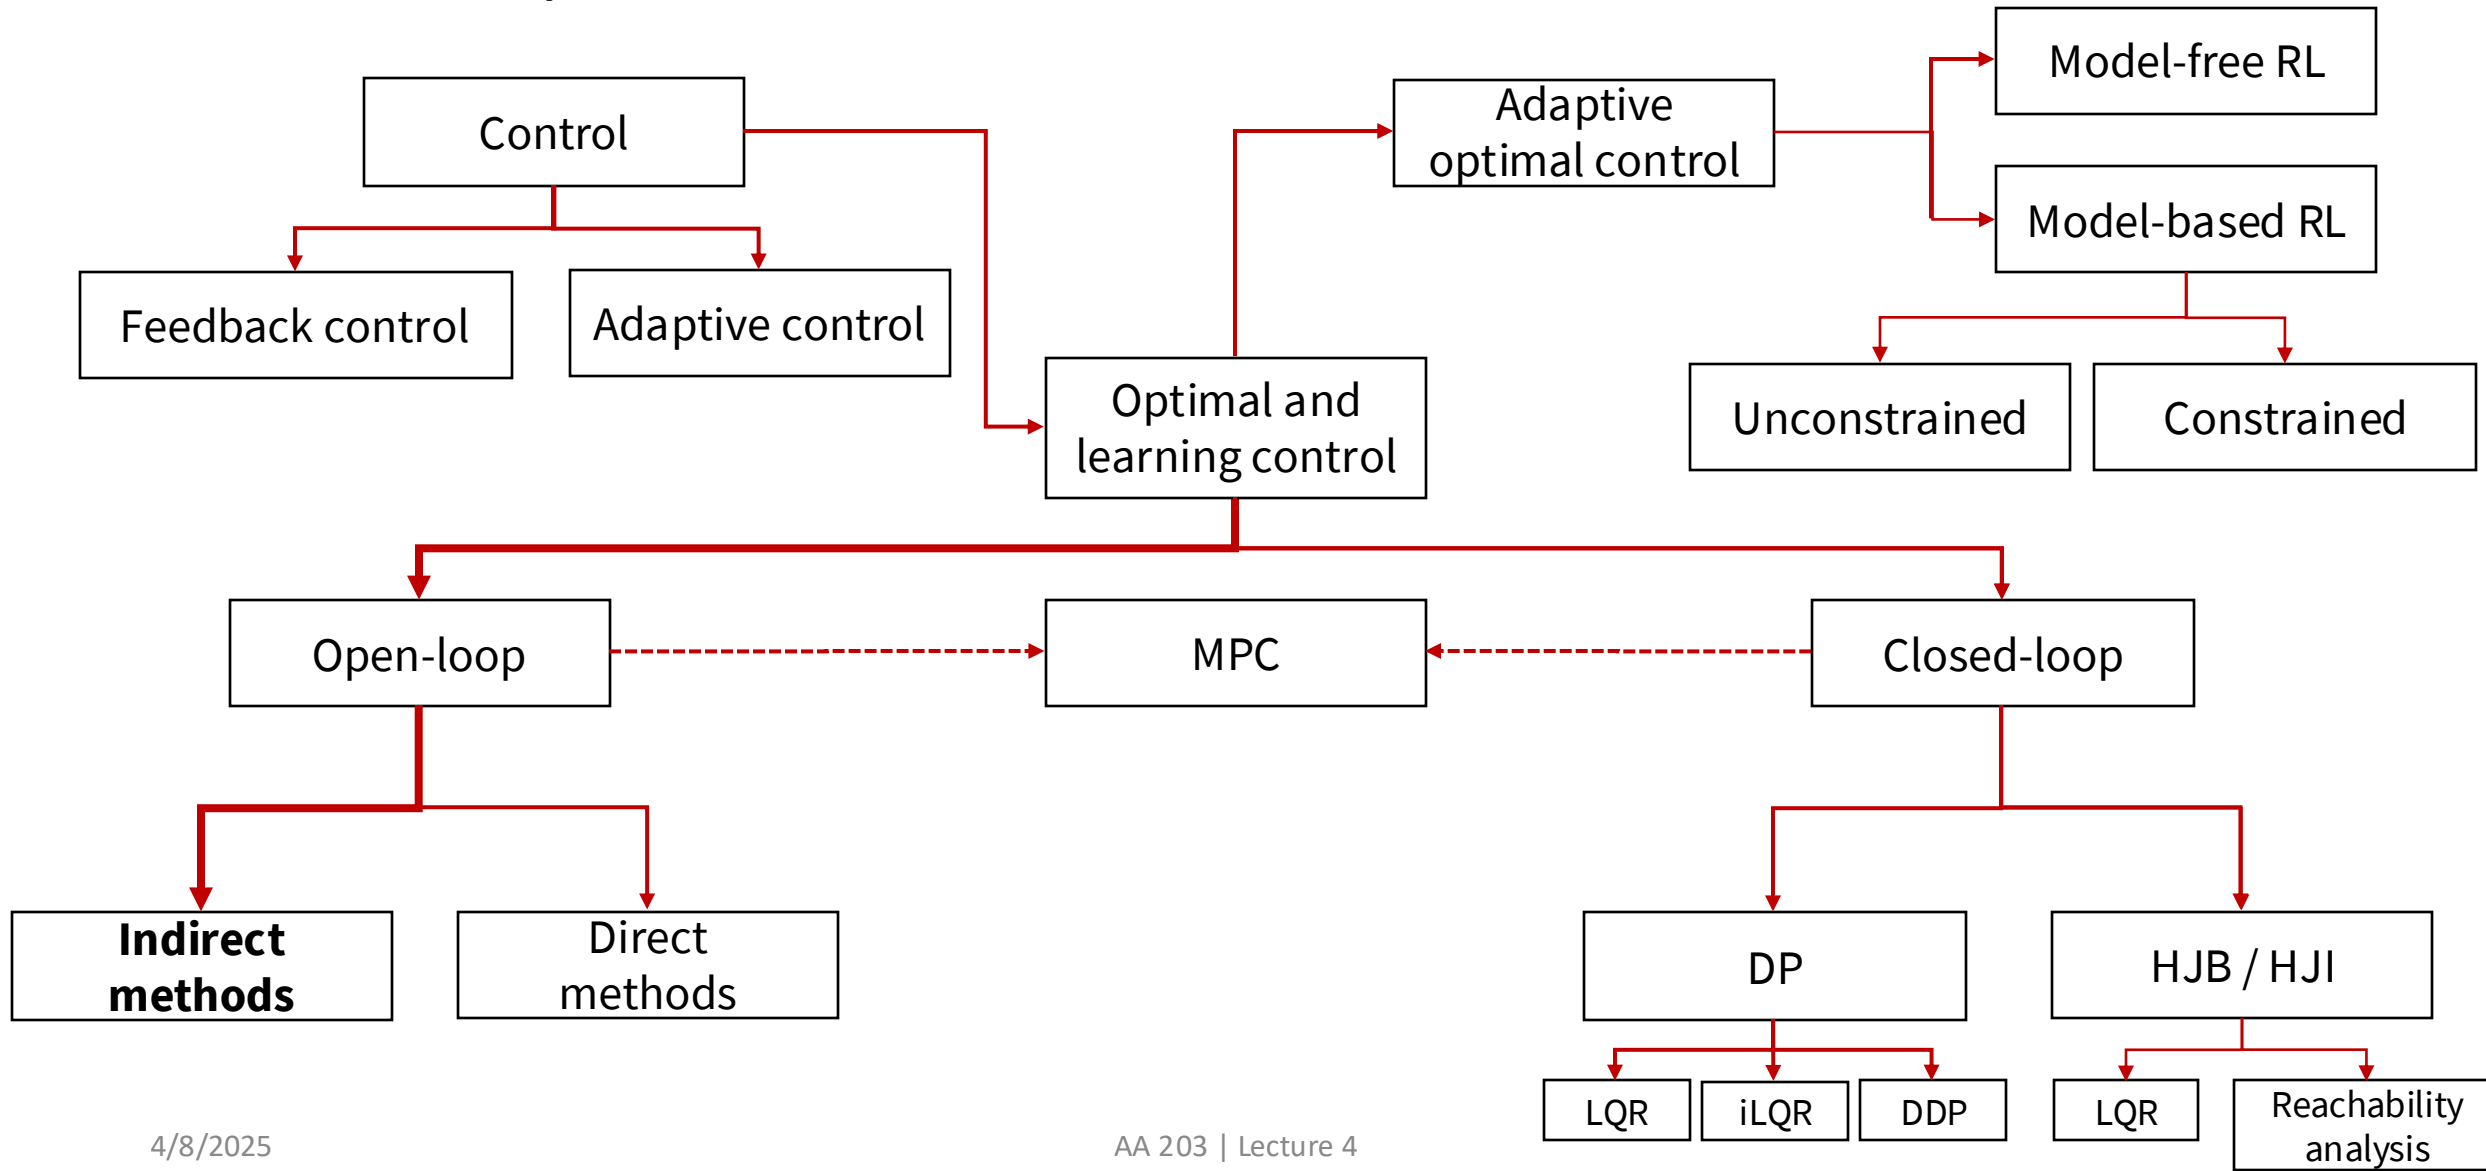 Model-free RL
Control
Adaptive
optimal control
Model-based RL
Feedback control
Adaptive control
Optimal and
learning control
Unconstrained
Constrained
Open-loop
MPC
Closed-loop
Indirect
methods
Direct
methods
DP
HJB / HJI
LQR
iLQR
DDP
LQR
Reachability
analysis
4/8/2025
AA 203 | Lecture 4